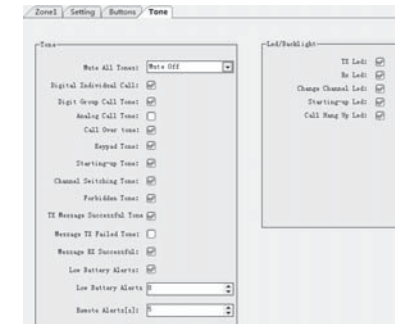 Zone1 Setting Buttons Tone
Tone
Mute All Tones: Mute Off
Digital Individual Call:
Digit Group Call Tone:
Analog Call Tone:
Call Over tone:
Keypad Tone:
Starting-up Tone:
Channel Switching Tone:
Forbidden Tone:
TX Message Successful Tone
Message TX Failed Tone:
Message RX Successful:
Low Battery Alerts:
Low Battery Alerts
Remote Alerts[s]: 5
Led/Backlight
TX Led:
Rx Led:
Change Channel Led:
Starting-up Led:
Call Hang Up Led: